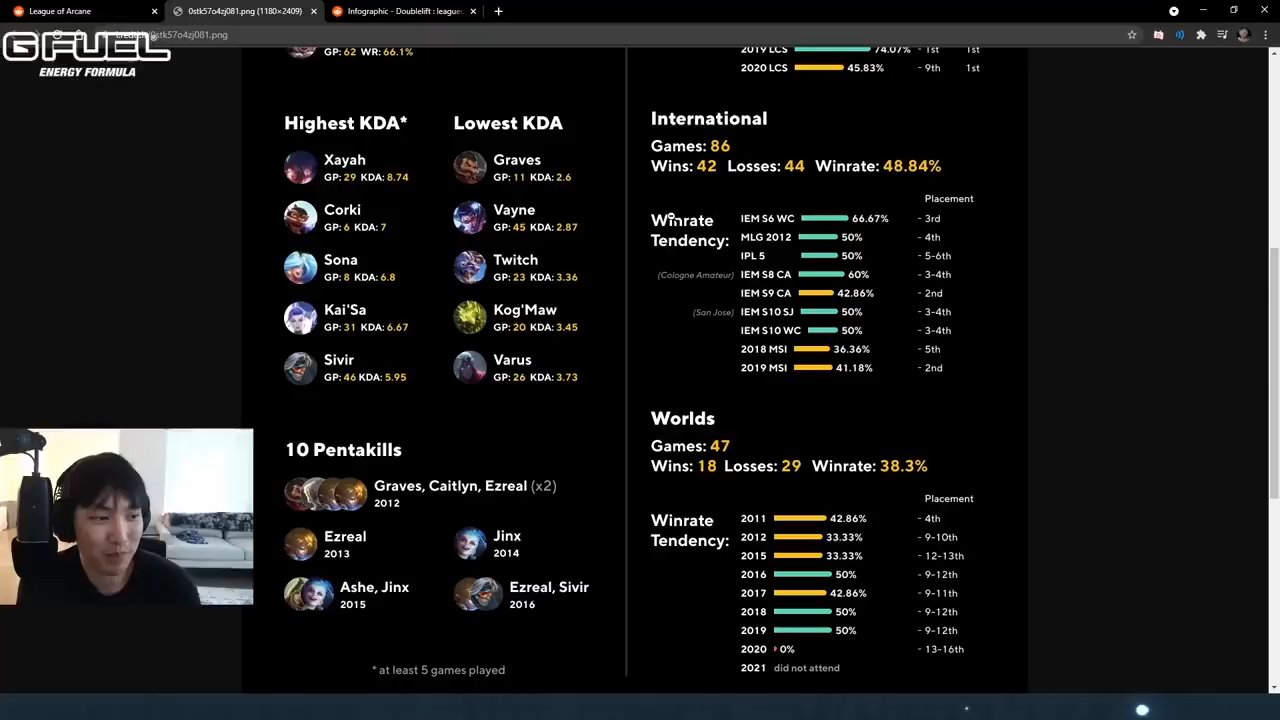 League of Arcane
0stk57o4zj081.png (1180×2409)
Infographic - Doublelift : league
0stk57o4zj081.png
G FUEL
ENERGY FORMULA
GP: 62 WR: 66.1%
Highest KDA*
Xayah
GP: 29 KDA: 8.74
Corki
GP: 6 KDA: 7
Sona
GP: 8 KDA: 6.8
Kai'Sa
GP: 31 KDA: 6.67
Sivir
GP: 46 KDA: 5.95
Lowest KDA
Graves
GP: 11 KDA: 2.6
Vayne
GP: 45 KDA: 2.87
Twitch
GP: 23 KDA: 3.36
Kog'Maw
GP: 20 KDA: 3.45
Varus
GP: 26 KDA: 3.73
10 Pentakills
Graves, Caitlyn, Ezreal (x2)
2012
Ezreal
2013
Jinx
2014
Ashe, Jinx
2015
Ezreal, Sivir
2016
* at least 5 games played
2019 LCS 74.07% - 1st 1st
2020 LCS 45.83% - 9th 1st
International
Games: 86
Wins: 42 Losses: 44 Winrate: 48.84%
Placement
Winrate
Tendency:
IEM S6 WC 66.67% - 3rd
MLG 2012 50% - 4th
IPL 5 50% - 5-6th
(Cologne Amateur) IEM S8 CA 60% - 3-4th
IEM S9 CA 42.86% - 2nd
(San Jose) IEM S10 SJ 50% - 3-4th
IEM S10 WC 50% - 3-4th
2018 MSI 36.36% - 5th
2019 MSI 41.18% - 2nd
Worlds
Games: 47
Wins: 18 Losses: 29 Winrate: 38.3%
Placement
Winrate
Tendency:
2011 42.86% - 4th
2012 33.33% - 9-10th
2015 33.33% - 12-13th
2016 50% - 9-12th
2017 42.86% - 9-11th
2018 50% - 9-12th
2019 50% - 9-12th
2020 0% - 13-16th
2021 did not attend